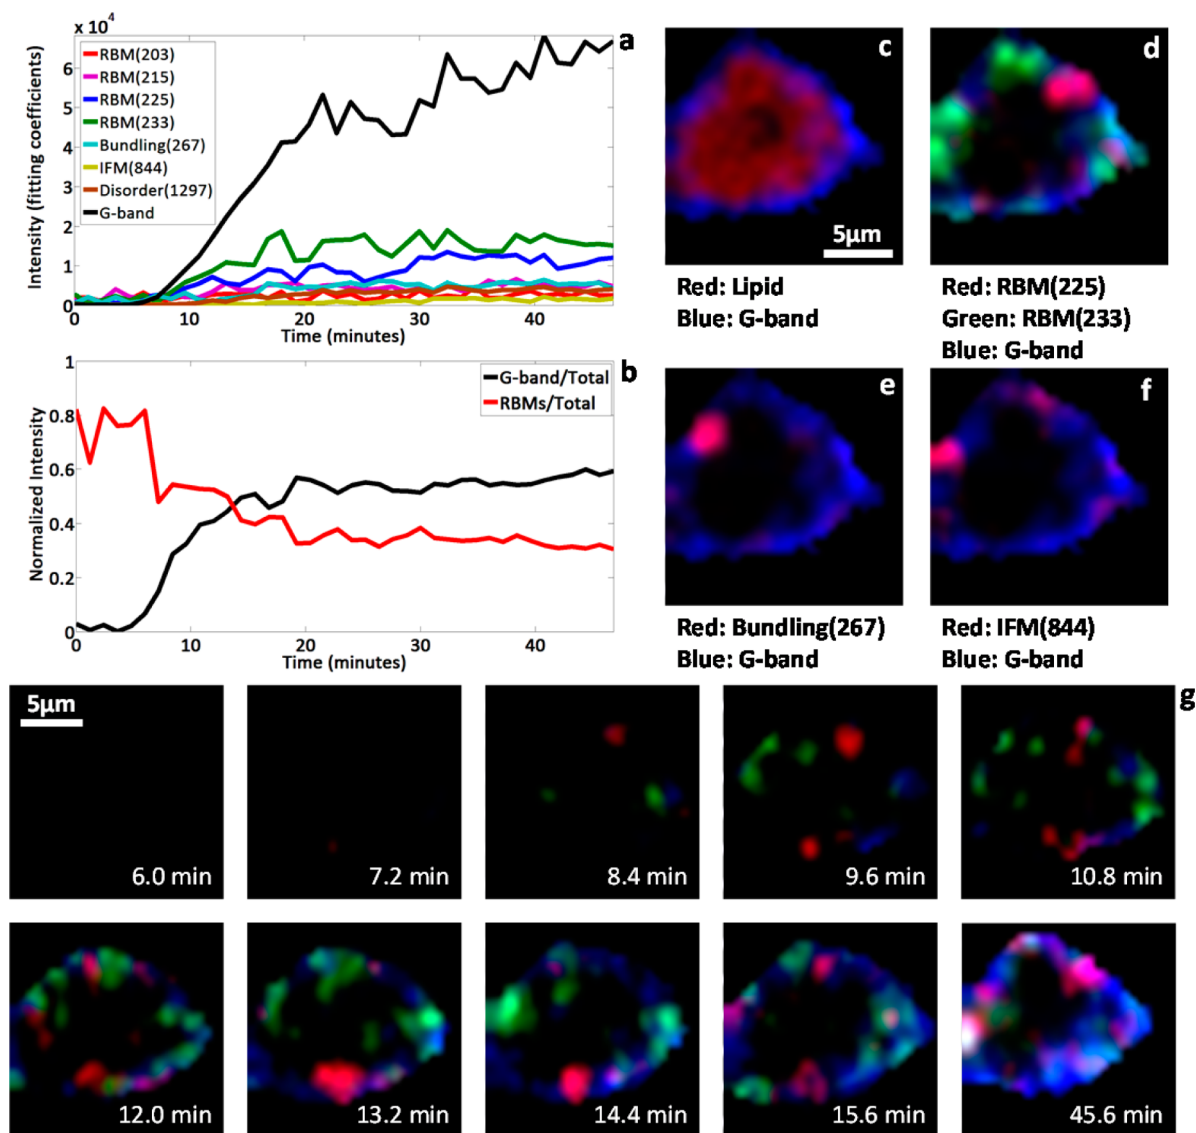 x 10⁴
a
Intensity (fitting coefficients)
6
5
4
3
2
1
0
RBM(203)
RBM(215)
RBM(225)
RBM(233)
Bundling(267)
IFM(844)
Disorder(1297)
G-band
0 10 20 30 40
Time (minutes)
b
Normalized Intensity
1
0.8
0.6
0.4
0.2
0
G-band/Total
RBMs/Total
0 10 20 30 40
Time (minutes)
c
5µm
Red: Lipid
Blue: G-band
d
Red: RBM(225)
Green: RBM(233)
Blue: G-band
e
Red: Bundling(267)
Blue: G-band
f
Red: IFM(844)
Blue: G-band
g
5µm
6.0 min
7.2 min
8.4 min
9.6 min
10.8 min
12.0 min
13.2 min
14.4 min
15.6 min
45.6 min